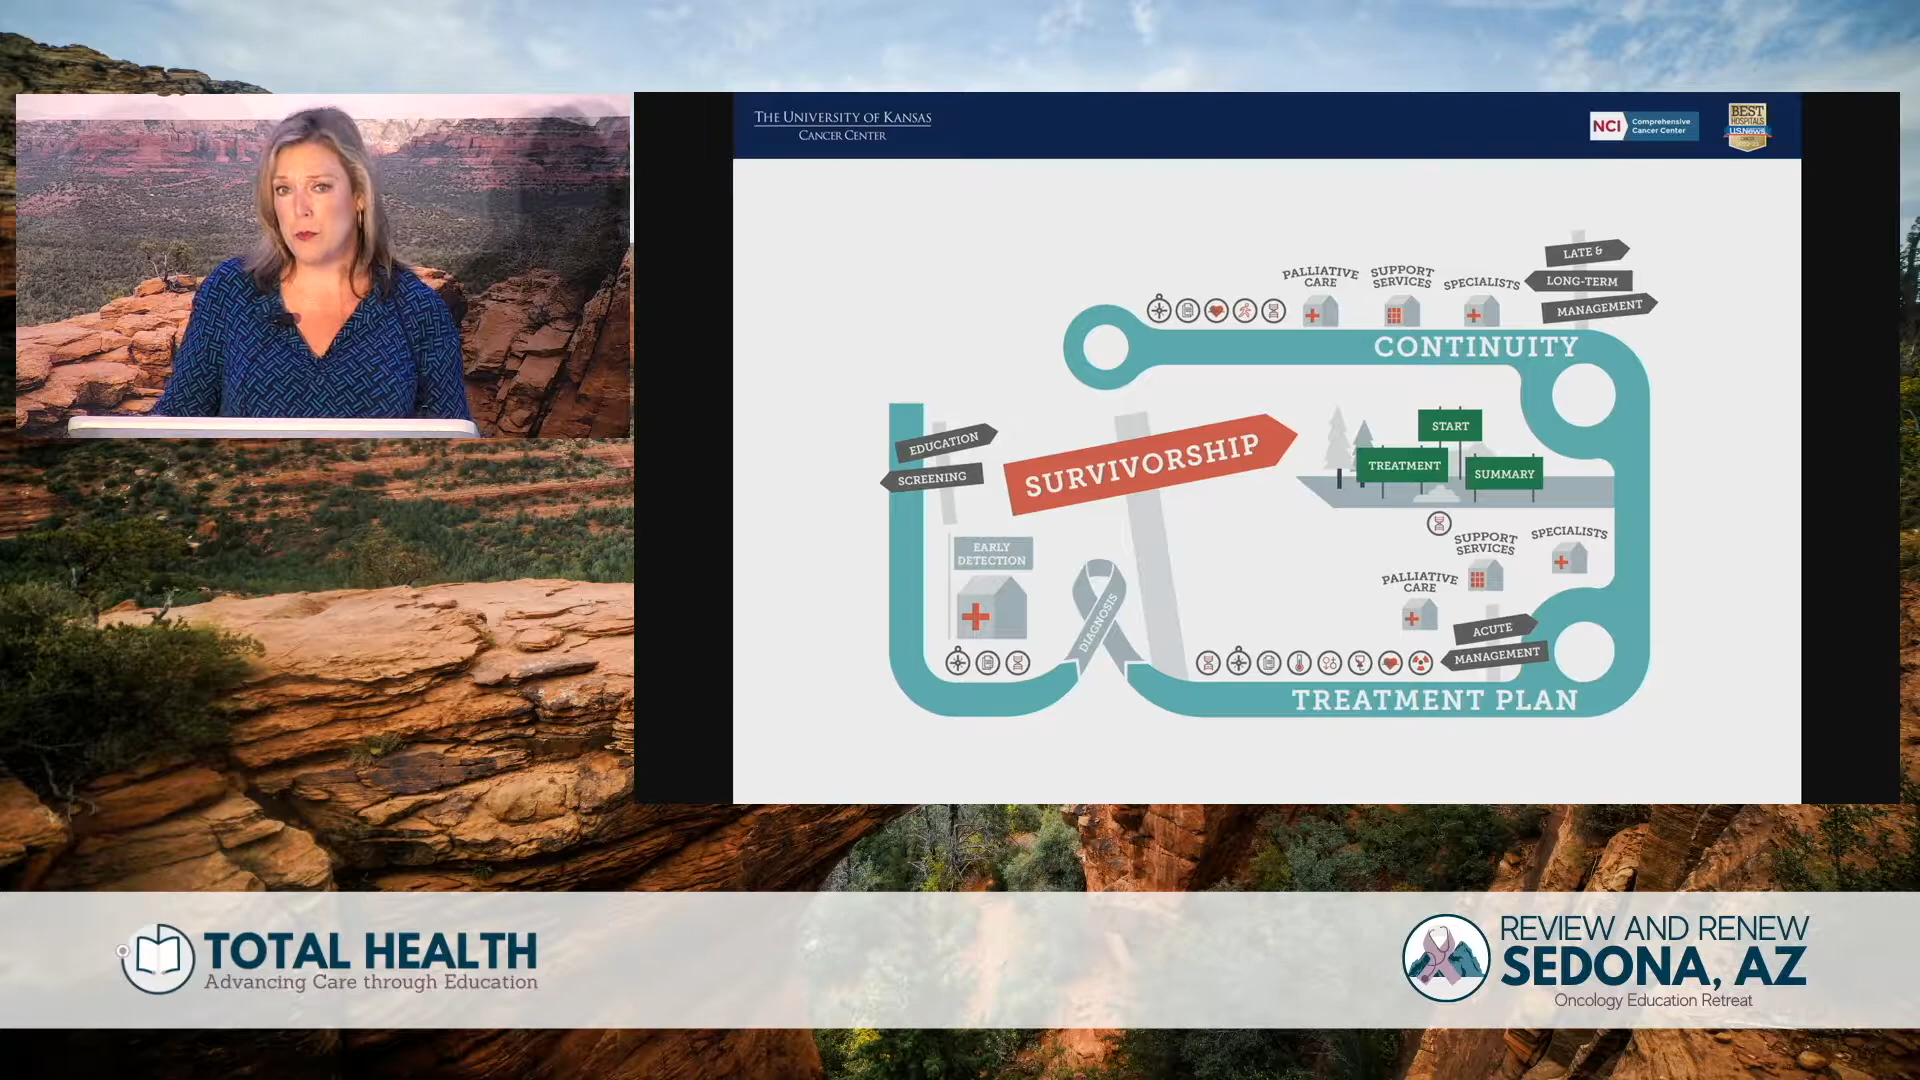 THE UNIVERSITY OF KANSAS
CANCER CENTER
NCI
Comprehensive
Cancer Center
BEST
HOSPITALS
U.S. News
LATE &
LONG-TERM
MANAGEMENT
PALLIATIVE
CARE
SUPPORT
SERVICES
SPECIALISTS
CONTINUITY
EDUCATION
SCREENING
SURVIVORSHIP
START
TREATMENT
SUMMARY
EARLY
DETECTION
DIAGNOSIS
SUPPORT
SERVICES
SPECIALISTS
PALLIATIVE
CARE
ACUTE
MANAGEMENT
TREATMENT PLAN
TOTAL HEALTH
Advancing Care through Education
REVIEW AND RENEW
SEDONA, AZ
Oncology Education Retreat